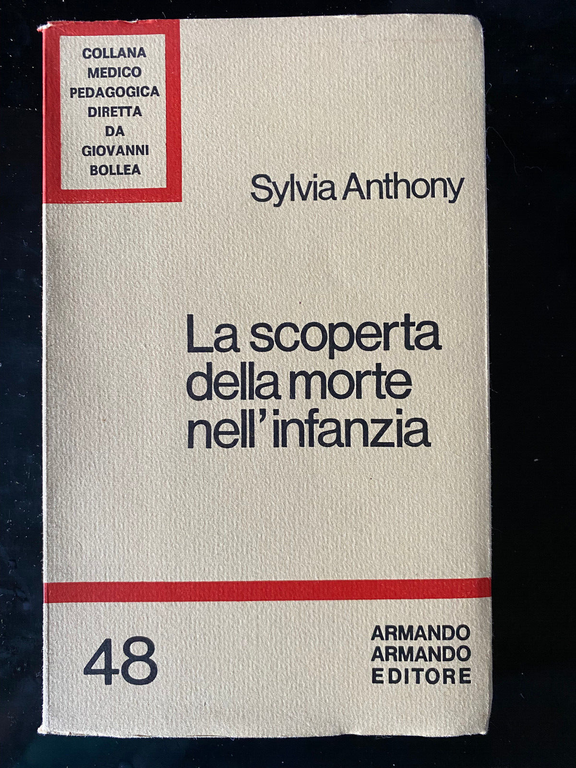 COLLANA
MEDICO
PEDAGOGICA
DIRETTA
DA
GIOVANNI
BOLLEA
Sylvia Anthony
La scoperta
della morte
nell'infanzia
48
ARMANDO
ARMANDO
EDITORE